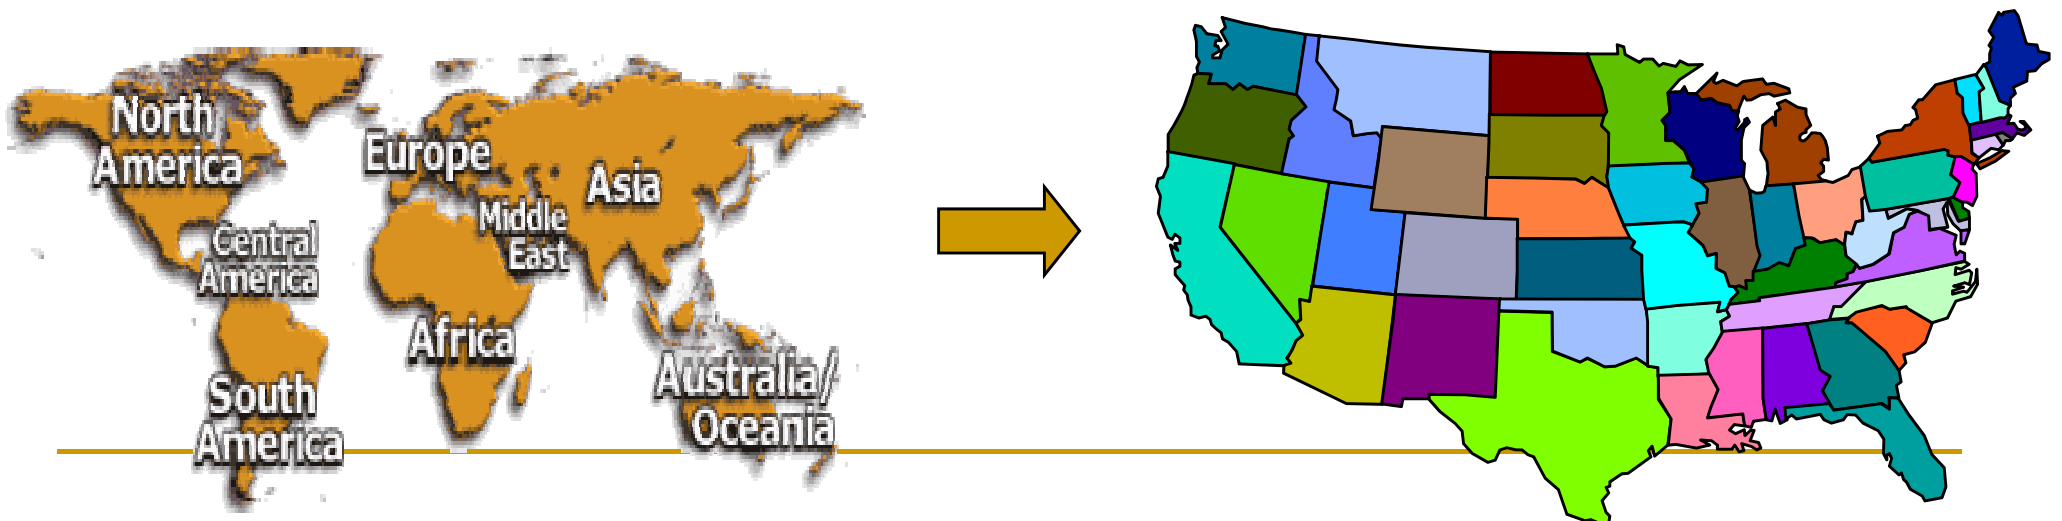 North
America
Europe
Asia
Middle
East
Central
America
Africa
Australia/
Oceania
South
America